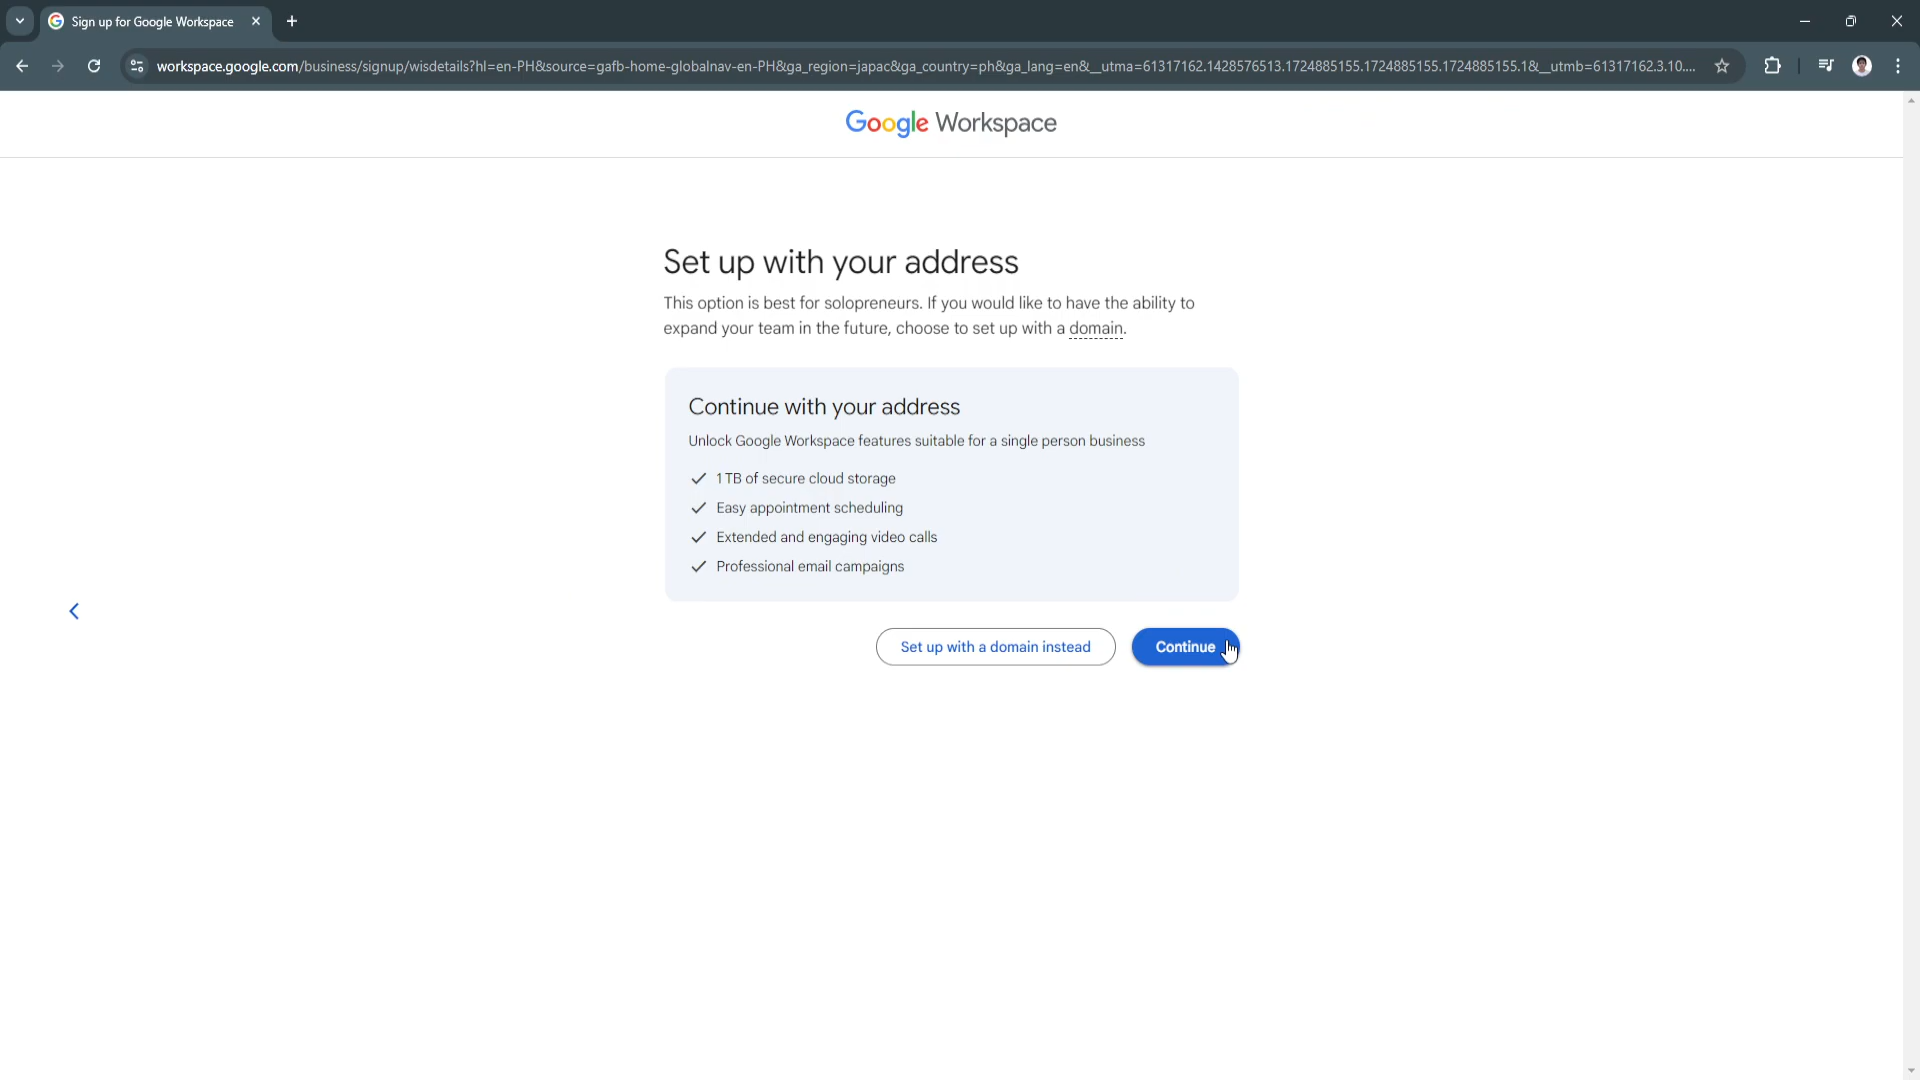 Sign up for Google Workspace
workspace.google.com/business/signup/wisdetails?hl=en-PH&source=gafb-home-globalnav-en-PH&ga_region=japac&ga_country=ph&ga_lang=en&__utma=61317162.1428576513.1724885155.1724885155.1724885155.1&__utmb=61317162.3.10....
Google Workspace
Set up with your address
This option is best for solopreneurs. If you would like to have the ability to
expand your team in the future, choose to set up with a domain.
Continue with your address
Unlock Google Workspace features suitable for a single person business
1 TB of secure cloud storage
Easy appointment scheduling
Extended and engaging video calls
Professional email campaigns
Set up with a domain instead
Continue